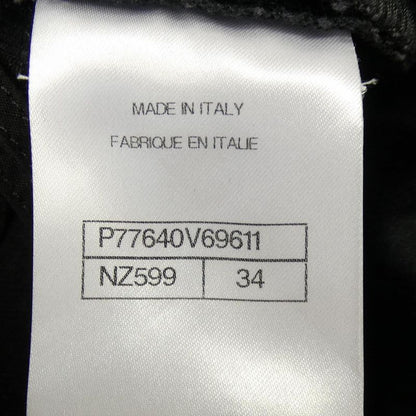 MADE IN ITALY
FABRIQUE EN ITALIE
P77640V69611
NZ599 34